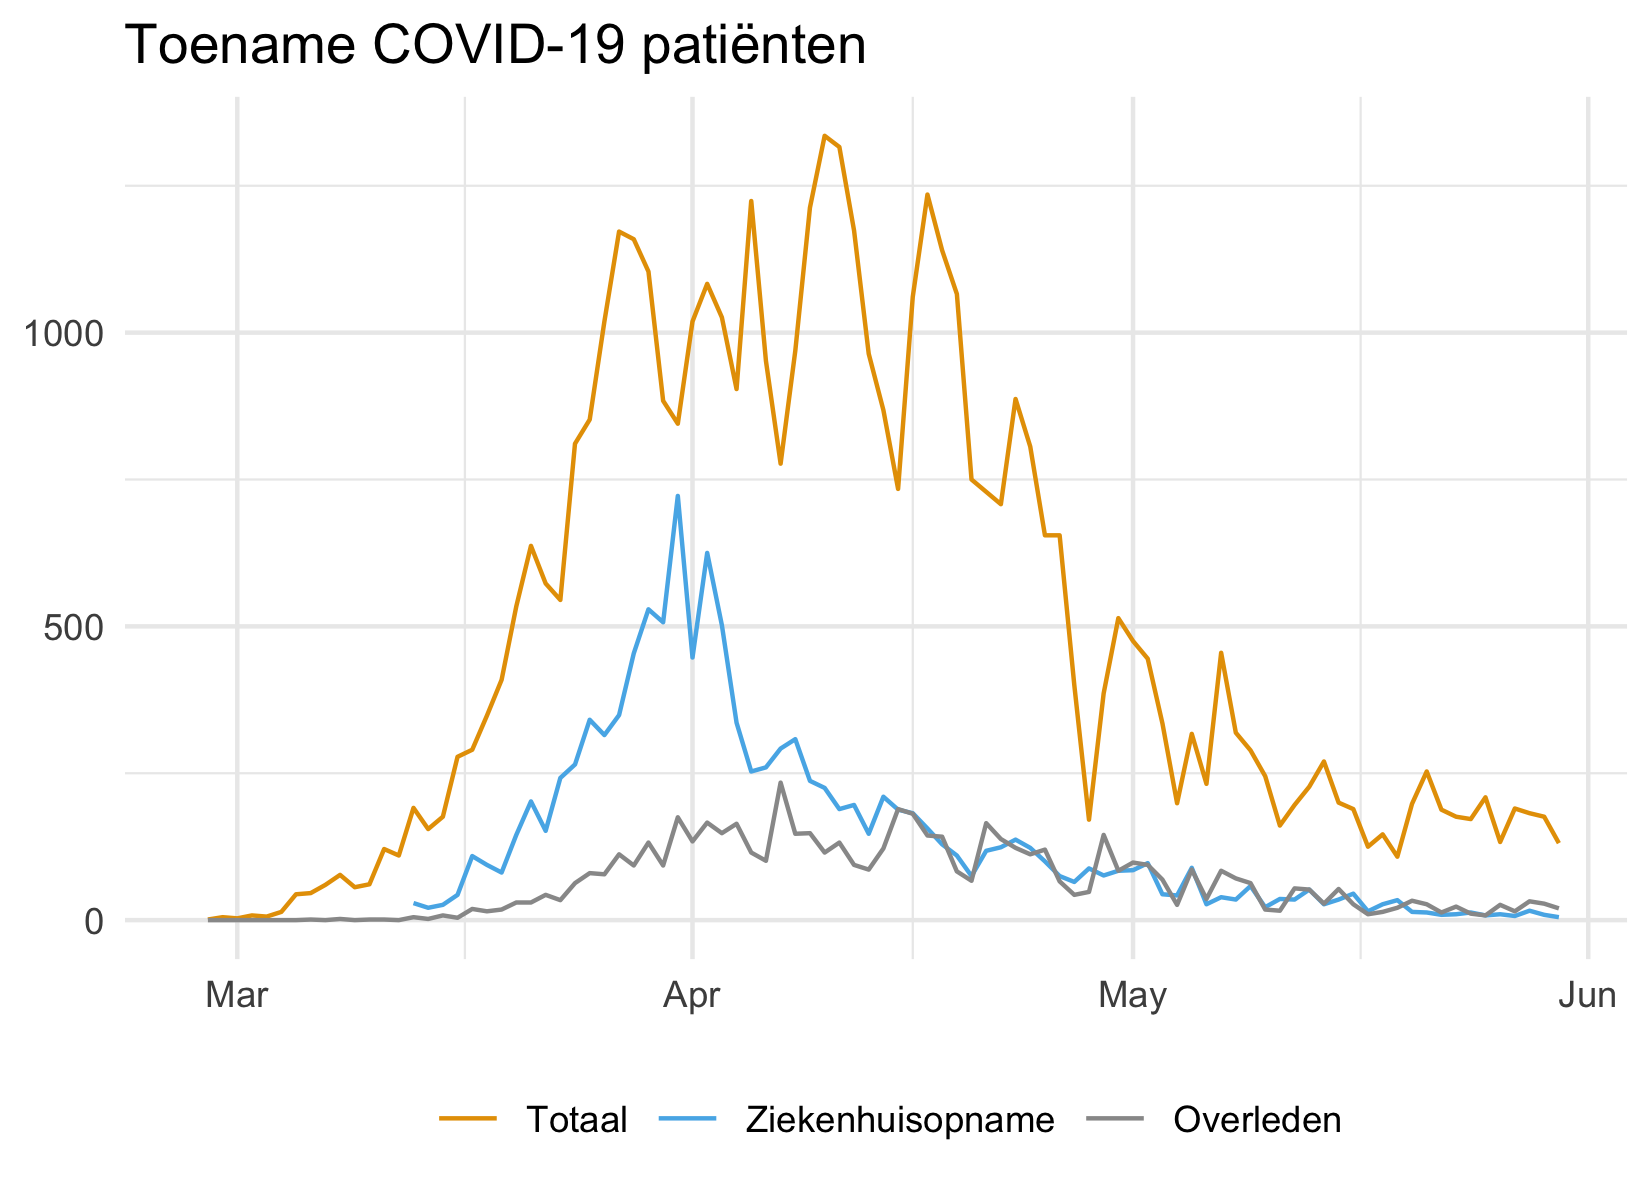 Toename COVID-19 patiënten
1000
500
0
Mar Apr May Jun
Totaal Ziekenhuisopname Overleden